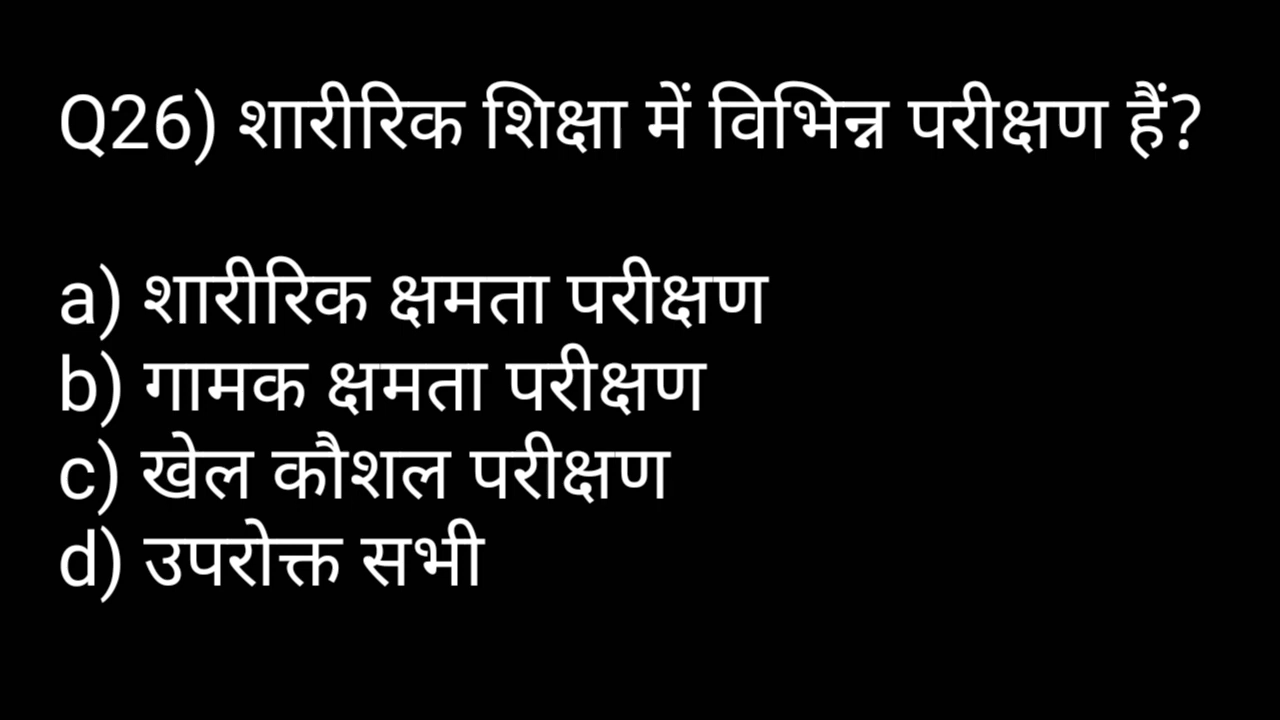 Q26) शारीरिक शिक्षा में विभिन्न परीक्षण हैं?
a) शारीरिक क्षमता परीक्षण
b) गामक क्षमता परीक्षण
c) खेल कौशल परीक्षण
d) उपरोक्त सभी